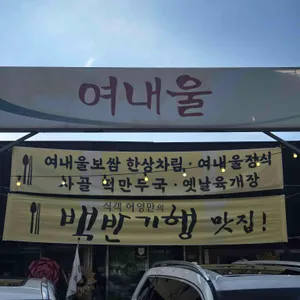 여내울
여내울보쌈 한상차림·여내울정식
사골 떡만두국·옛날육개장
식객 허영만의
백반기행 맛집!